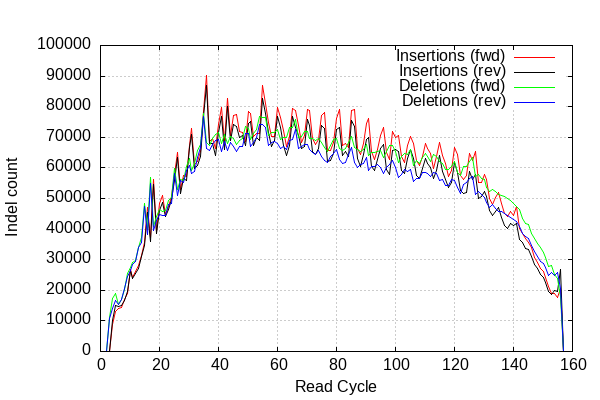 100000
90000
80000
70000
60000
50000
40000
30000
20000
10000
0
Indel count
Insertions (fwd)
Insertions (rev)
Deletions (fwd)
Deletions (rev)
0 20 40 60 80 100 120 140 160
Read Cycle